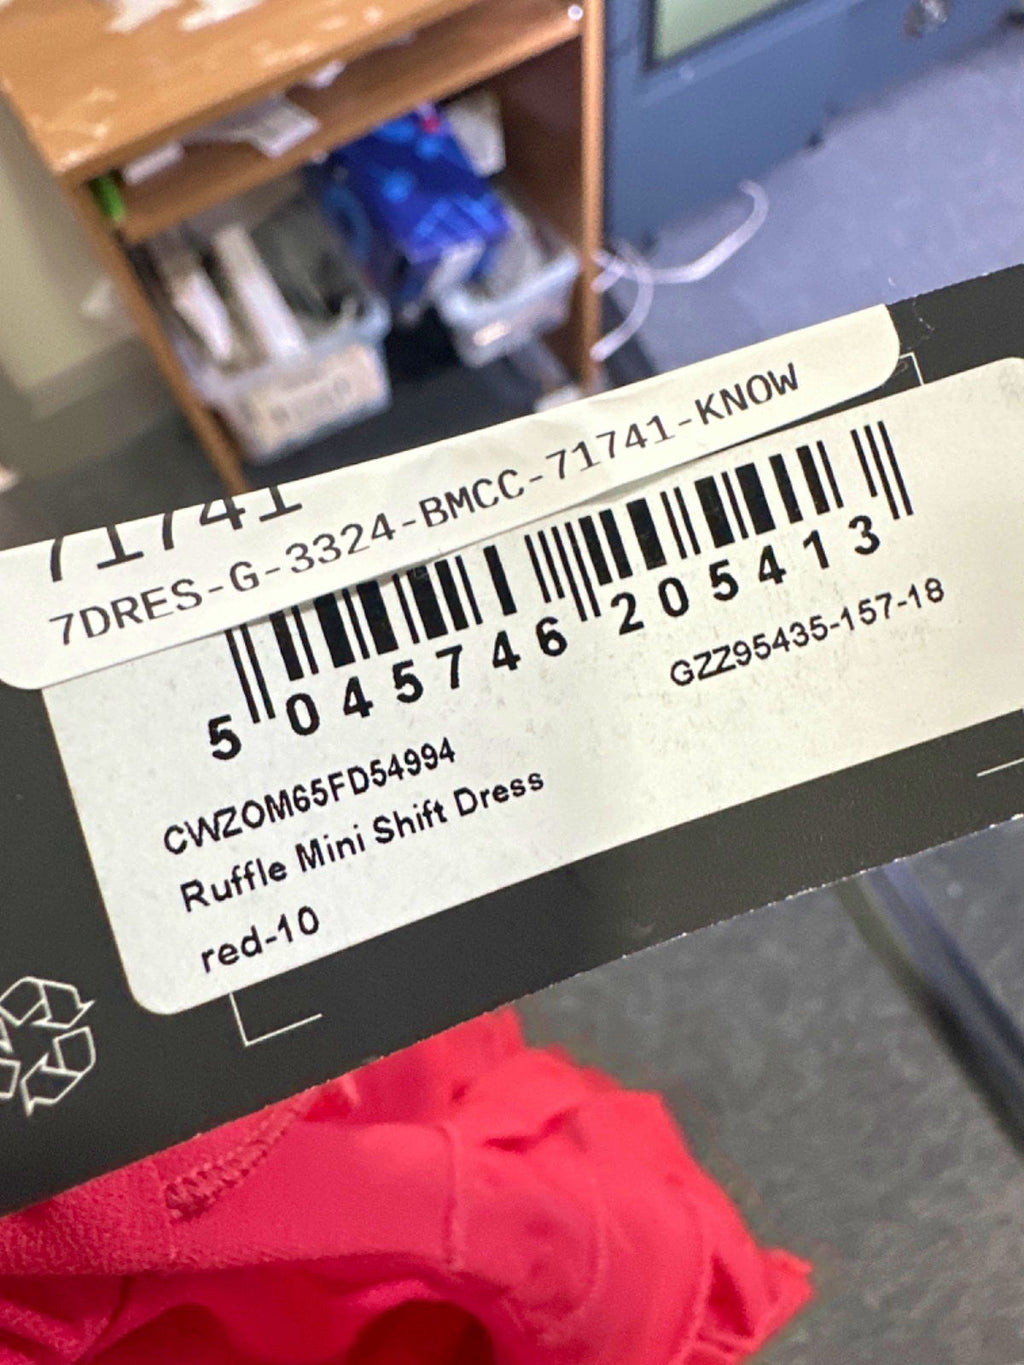 71741
7DRES-G-3324-BMCC-71741-KNOW
5 045746 205413
GZZ95435-157-18
CWZOM65FD54994
Ruffle Mini Shift Dress
red-10